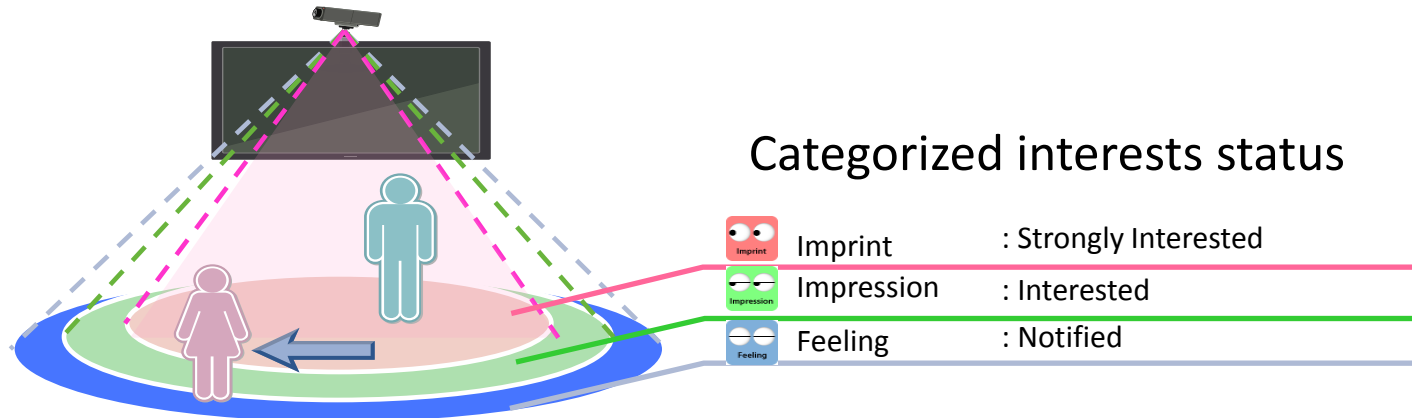 Categorized interests status
Imprint
Imprint : Strongly Interested
Impression
Impression : Interested
Feeling
Feeling : Notified